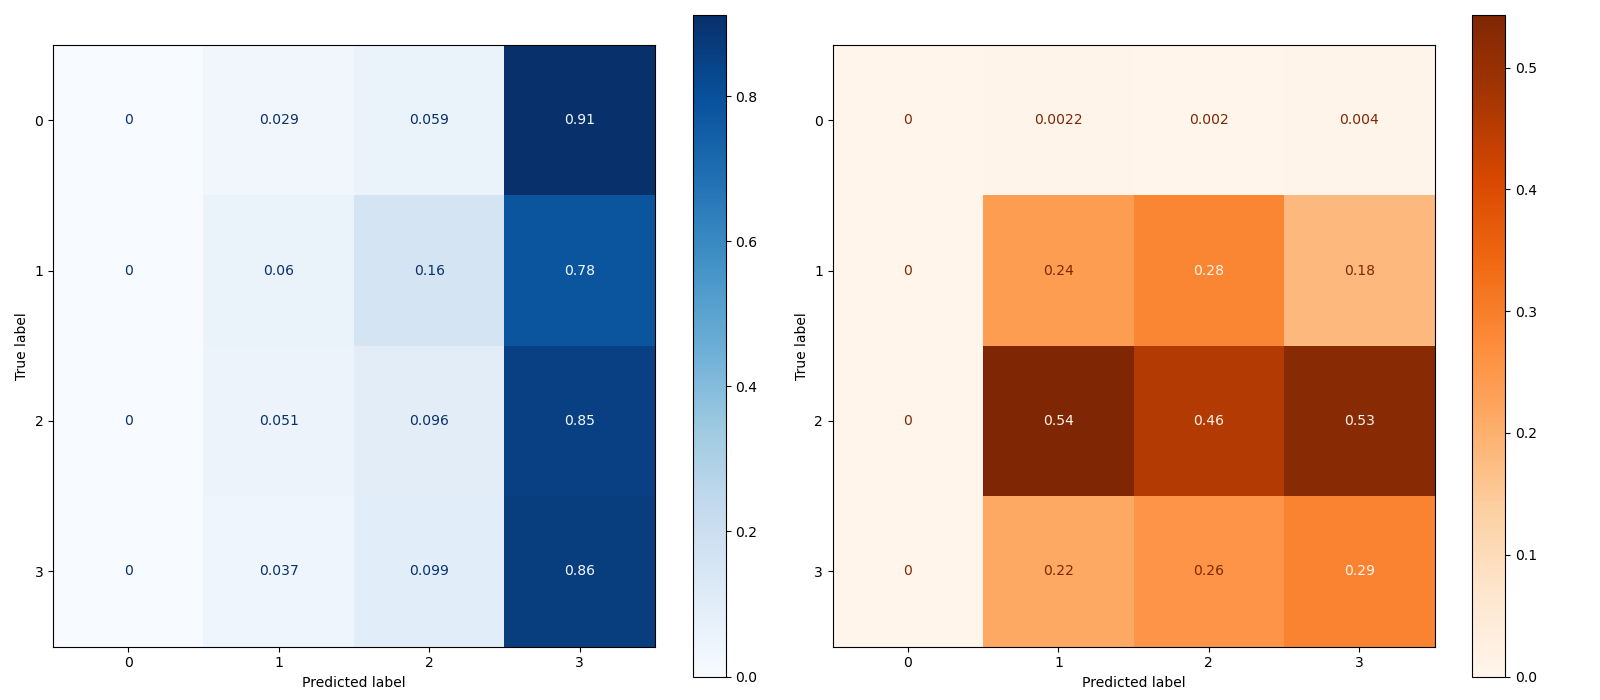 0 0 0.029 0.059 0.91
1 0 0.06 0.16 0.78
2 0 0.051 0.096 0.85
3 0 0.037 0.099 0.86
0 1 2 3
True label
Predicted label
0.8
0.6
0.4
0.2
0.0
0 0 0.0022 0.002 0.004
1 0 0.24 0.28 0.18
2 0 0.54 0.46 0.53
3 0 0.22 0.26 0.29
0 1 2 3
True label
Predicted label
0.5
0.4
0.3
0.2
0.1
0.0